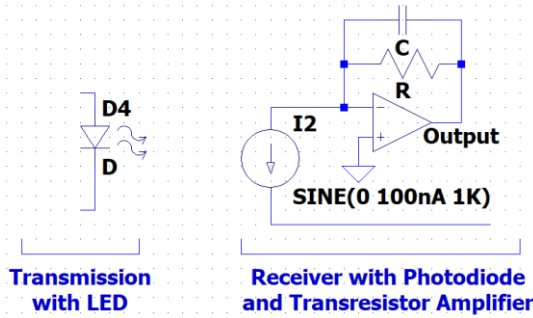 D4
D
C
R
I2
-
+
Output
SINE(0 100nA 1K)
Transmission
with LED
Receiver with Photodiode
and Transresistor Amplifier